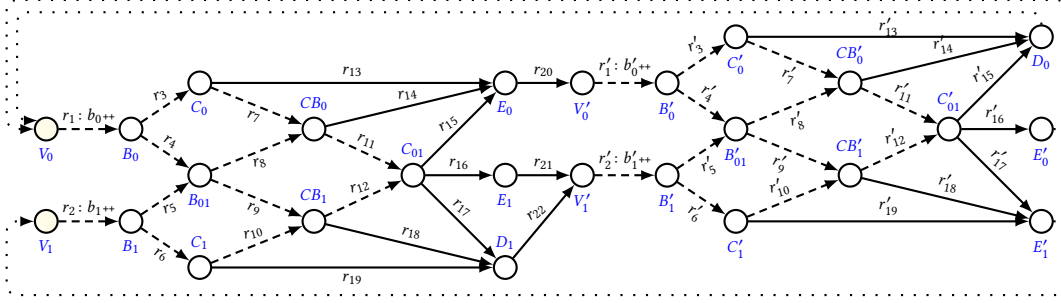 r′13
r′3
C′0
r′14
D0
r13
r20
r′1 : b′0++
CB′0
r′7
r′15
C0
r14
E0
V′0
B′0
r′4
r′11
C′01
r3
r7
CB0
r′8
r1 : b0++
r15
r′16
V0
B0
r4
r11
C01
B′01
r′12
E′0
r8
r16
r21
r′2 : b′1++
r′5
r′9
CB′1
r′17
B01
r12
E1
V′1
B′1
r′10
r′18
r5
r9
CB1
r17
r22
r′6
r2 : b1++
r18
r′19
V1
B1
r10
C′1
E′1
r6
C1
D1
r19